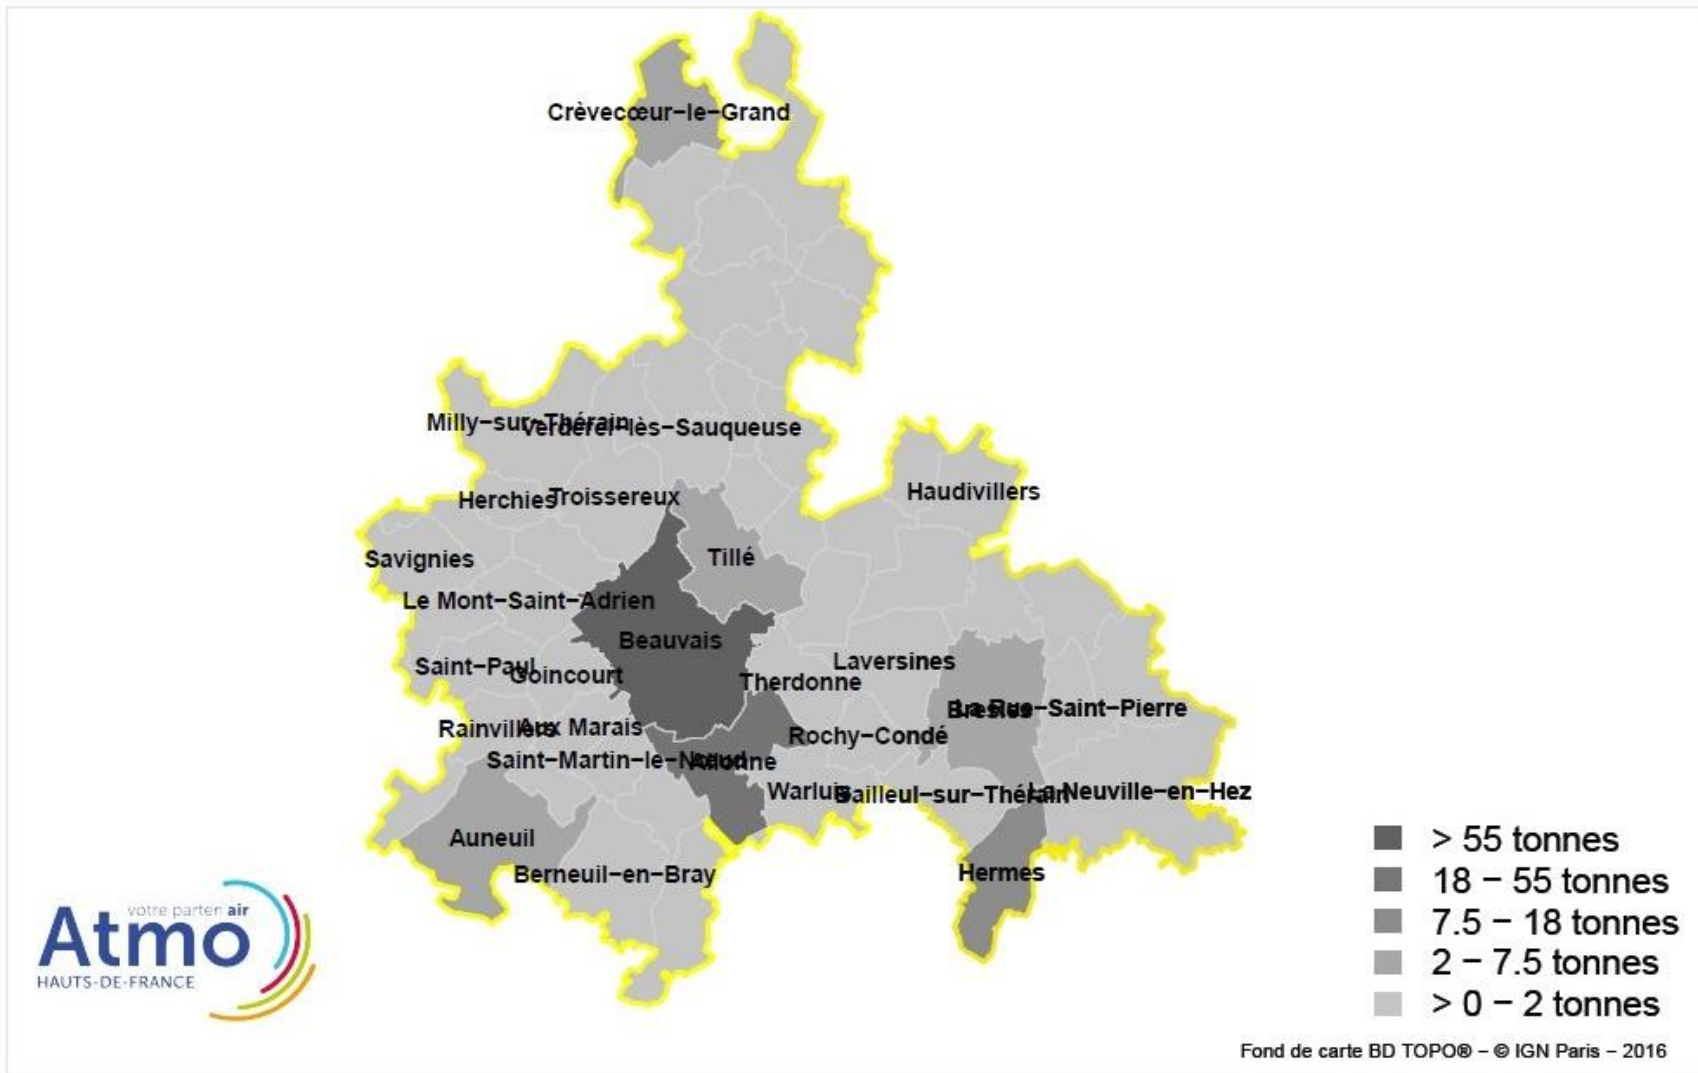 Crèvecœur−le−Grand
Milly−sur−Thérain
Verderel−lès−Sauqueuse
Haudivillers
Herchies
Troissereux
Savignies
Tillé
Le Mont−Saint−Adrien
Beauvais
Saint−Paul
Goincourt
Laversines
Therdonne
Bresles
La Rue−Saint−Pierre
Rainvillers
Aux Marais
Rochy−Condé
Saint−Martin−le−Nœud
Allonne
Warluis
Bailleul−sur−Thérain
La Neuville−en−Hez
Auneuil
Berneuil−en−Bray
Hermes
> 55 tonnes
18 − 55 tonnes
7.5 − 18 tonnes
2 − 7.5 tonnes
> 0 − 2 tonnes
votre parten air
Atmo
HAUTS-DE-FRANCE
Fond de carte BD TOPO® − © IGN Paris − 2016